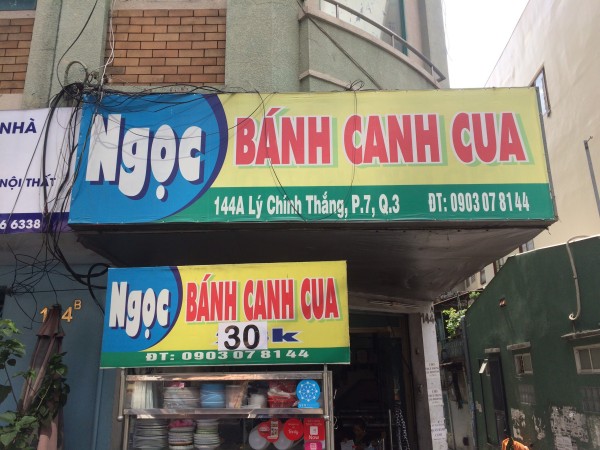 NHÀ
NỘI THẤT
6 6338
Ngọc BÁNH CANH CUA
144A Lý Chính Thắng, P.7, Q.3 ĐT: 0903 07 8144
Ngọc BÁNH CANH CUA
30 k
ĐT: 0903 07 8144